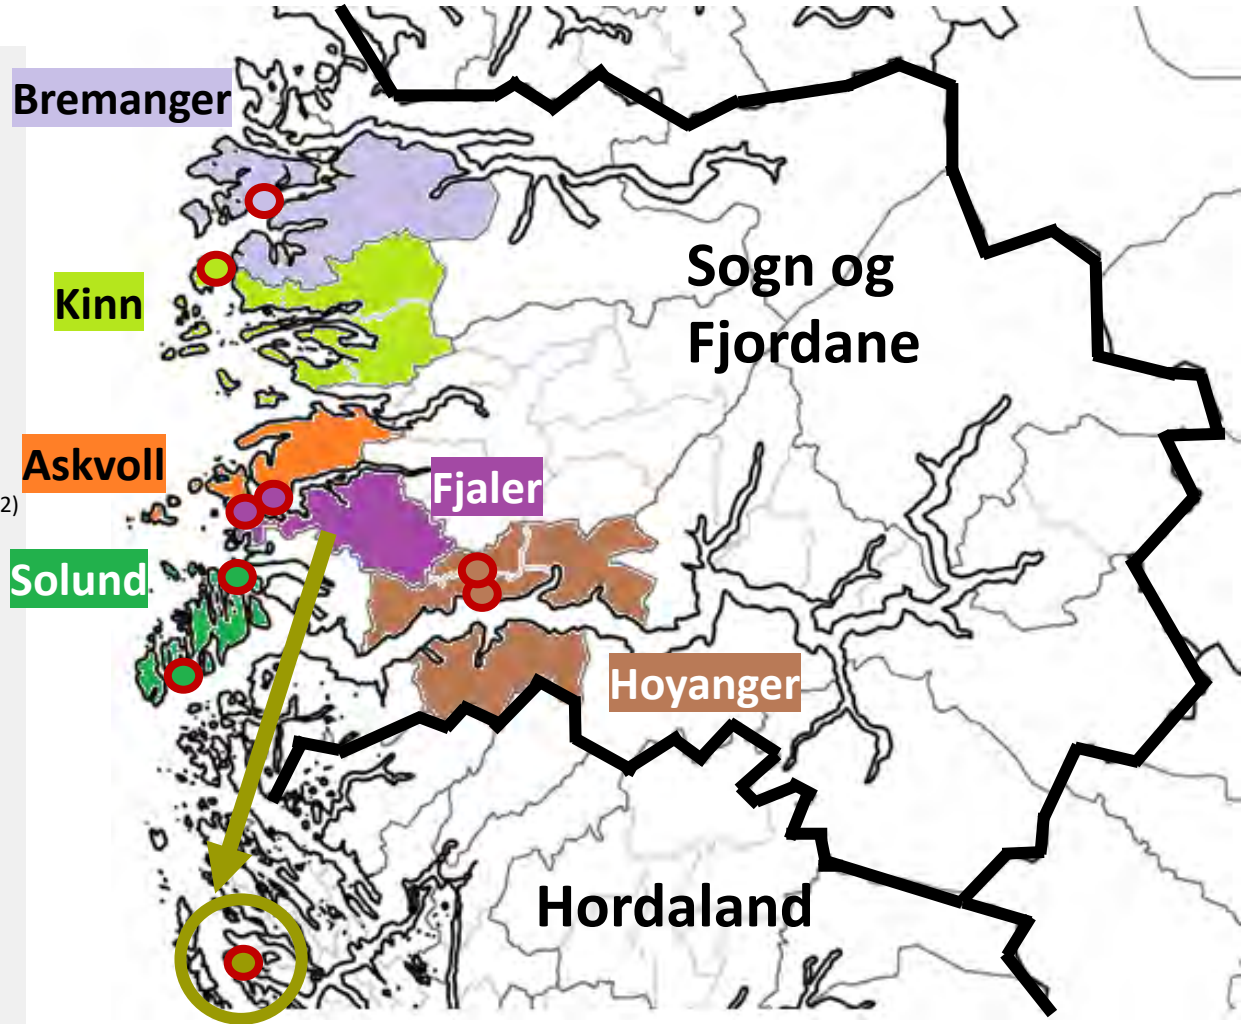 Bremanger
Sogn og
Fjordane
Kinn
Askvoll
Fjaler
2)
Solund
Hoyanger
Hordaland